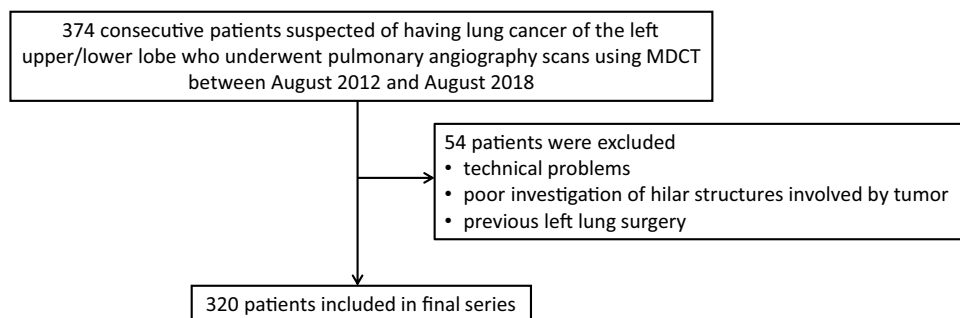 374 consecutive patients suspected of having lung cancer of the left
upper/lower lobe who underwent pulmonary angiography scans using MDCT
between August 2012 and August 2018
54 patients were excluded
• technical problems
• poor investigation of hilar structures involved by tumor
• previous left lung surgery
320 patients included in final series